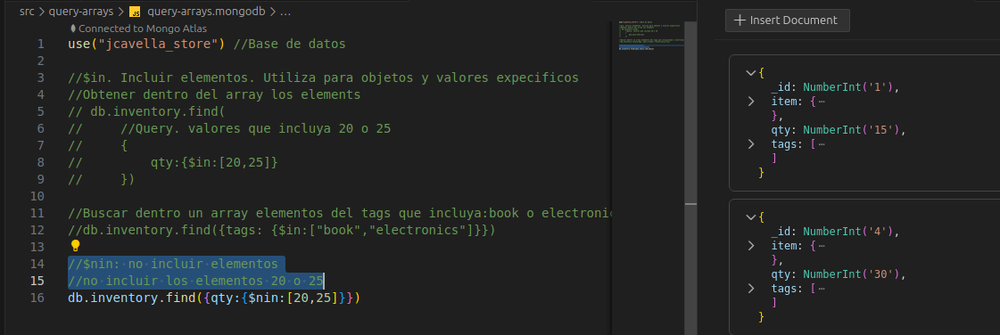 src > query-arrays > JS query-arrays.mongodb > ...
Connected to Mongo Atlas
1 use("jcavella_store") //Base de datos
2
3 //$in. Incluir elementos. Utiliza para objetos y valores expecificos
4 //Obtener dentro del array los elements
5 // db.inventory.find(
6 //     //Query. valores que incluya 20 o 25
7 //     {
8 //         qty:{$in:[20,25]}
9 //     })
10
11 //Buscar dentro un array elementos del tags que incluya:book o electronic
12 //db.inventory.find({tags: {$in:["book","electronics"]}})
13
14 //$nin: no incluir elementos
15 //no incluir los elementos 20 o 25
16 db.inventory.find({qty:{$nin:[20,25]}})
+ Insert Document
{
_id: NumberInt('1'),
item: { ...
},
qty: NumberInt('15'),
tags: [ ...
]
}
{
_id: NumberInt('4'),
item: { ...
},
qty: NumberInt('30'),
tags: [ ...
]
}